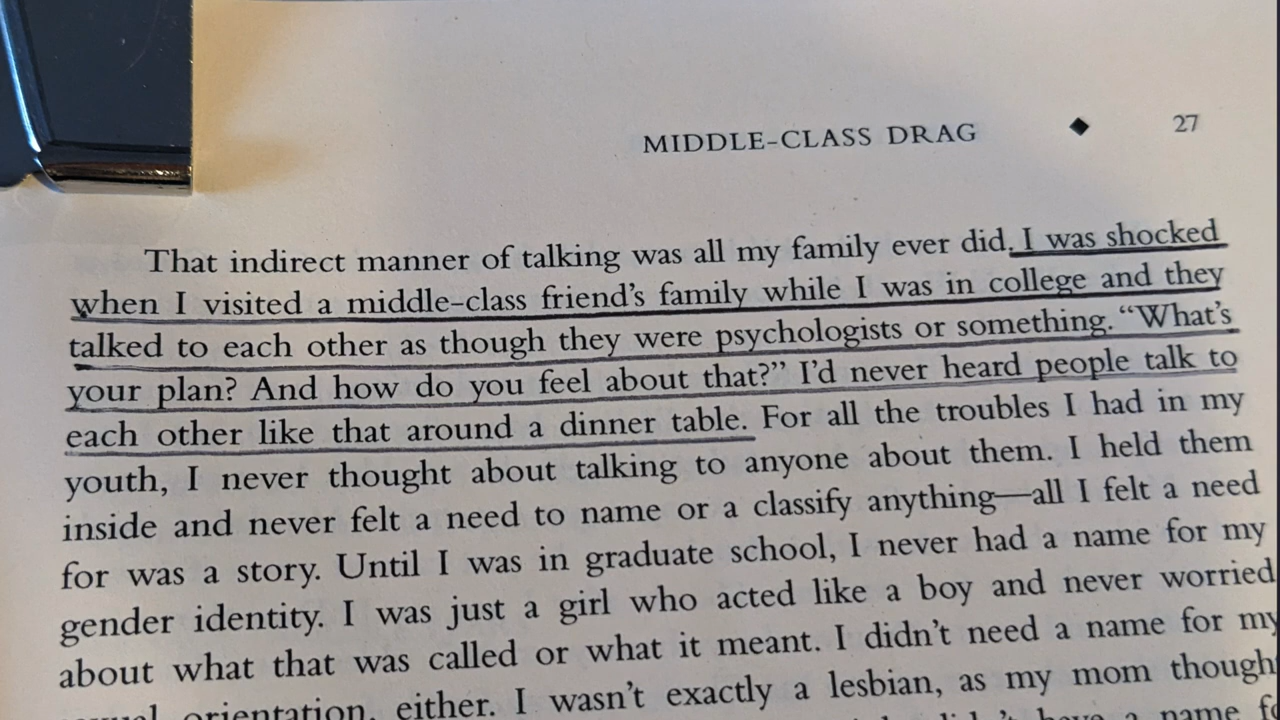 MIDDLE-CLASS DRAG ◆ 27
That indirect manner of talking was all my family ever did. I was shocked
when I visited a middle-class friend's family while I was in college and they
talked to each other as though they were psychologists or something. “What's
your plan? And how do you feel about that?” I'd never heard people talk to
each other like that around a dinner table. For all the troubles I had in my
youth, I never thought about talking to anyone about them. I held them
inside and never felt a need to name or a classify anything—all I felt a need
for was a story. Until I was in graduate school, I never had a name for my
gender identity. I was just a girl who acted like a boy and never worried
about what that was called or what it meant. I didn't need a name for my
orientation, either. I wasn't exactly a lesbian, as my mom though
a name